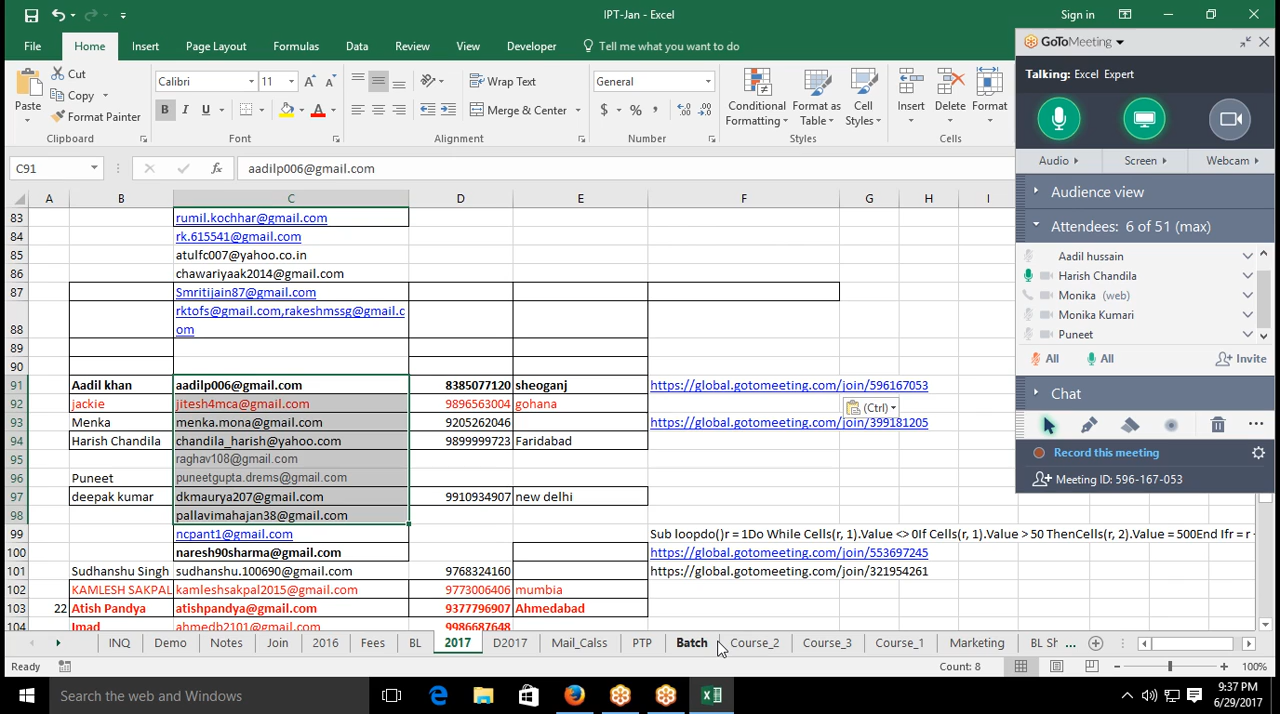 IPT-Jan - Excel
Sign in
File Home Insert Page Layout Formulas Data Review View Developer Tell me what you want to do
Paste
Cut
Copy
Format Painter
Clipboard
Calibri 11
B I U
Font
Wrap Text
Merge & Center
Alignment
General
$ % ,
Number
Conditional Formatting
Format as Table
Cell Styles
Styles
Insert Delete Format
Cells
C91
fx
aadilp006@gmail.com
A B C D E F G H I
83 rumil.kochhar@gmail.com
84 rk.615541@gmail.com
85 atulfc007@yahoo.co.in
86 chawariyaak2014@gmail.com
87 Smritijain87@gmail.com
88 rktofs@gmail.com,rakeshmssg@gmail.c
om
89
90
91 Aadil khan aadilp006@gmail.com 8385077120 sheoganj https://global.gotomeeting.com/join/596167053
92 jackie jitesh4mca@gmail.com 9896563004 gohana
(Ctrl)
93 Menka menka.mona@gmail.com 9205262046 https://global.gotomeeting.com/join/399181205
94 Harish Chandila chandila_harish@yahoo.com 9899999723 Faridabad
95 raghav108@gmail.com
96 Puneet puneetgupta.drems@gmail.com
97 deepak kumar dkmaurya207@gmail.com 9910934907 new delhi
98 pallavimahajan38@gmail.com
99 ncpant1@gmail.com Sub loopdo()r = 1Do While Cells(r, 1).Value <> 0If Cells(r, 1).Value > 50 ThenCells(r, 2).Value = 500End Ifr =
100 naresh90sharma@gmail.com https://global.gotomeeting.com/join/553697245
101 Sudhanshu Singh sudhanshu.100690@gmail.com 9768324160 https://global.gotomeeting.com/join/321954261
102 KAMLESH SAKPAL kamleshsakpal2015@gmail.com 9773006406 mumbia
103 22 Atish Pandya atishpandya@gmail.com 9377796907 Ahmedabad
104 Imad ahmedb2101@gmail.com 9986687648
INQ Demo Notes Join 2016 Fees BL 2017 D2017 Mail_Calss PTP Batch Course_2 Course_3 Course_1 Marketing BL Sh ...
Ready
Count: 8
100%
Search the web and Windows
9:37 PM
6/29/2017
GoToMeeting
Talking: Excel Expert
Audio Screen Webcam
Audience view
Attendees: 6 of 51 (max)
Aadil hussain
Harish Chandila
Monika (web)
Monika Kumari
Puneet
All All Invite
Chat
Record this meeting
Meeting ID: 596-167-053